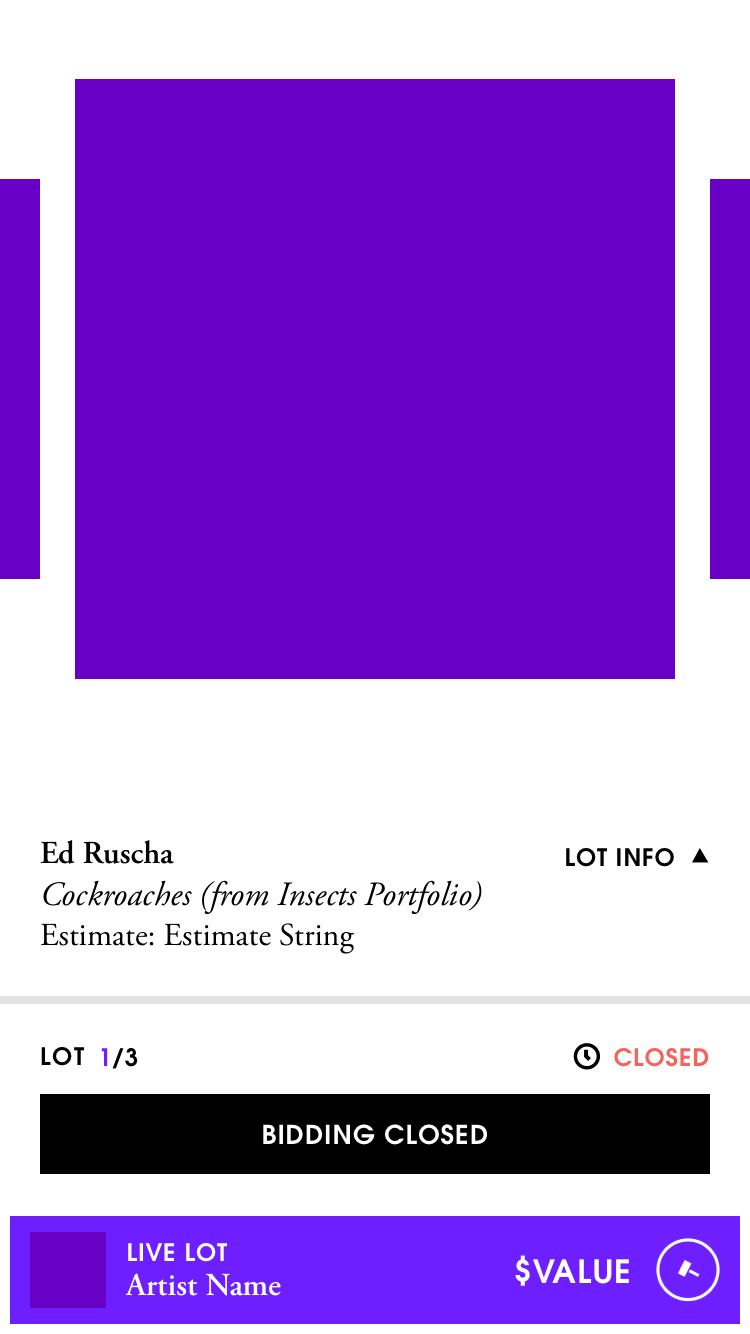 Ed Ruscha
LOT INFO
Cockroaches (from Insects Portfolio)
Estimate: Estimate String
LOT 1/3
CLOSED
BIDDING CLOSED
LIVE LOT
Artist Name
$VALUE